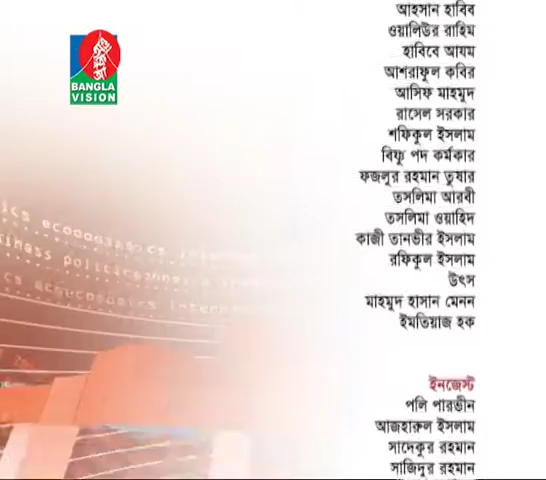 আহসান হাবিব
ওয়ালিউর রাহিম
হাবিবে আযম
আশরাফুল কবির
আসিফ মাহমুদ
রাসেল সরকার
শফিকুল ইসলাম
বিষ্ণু পদ কর্মকার
ফজলুর রহমান তুষার
তসলিমা আরবী
তসলিমা ওয়াহিদ
কাজী তানভীর ইসলাম
রফিকুল ইসলাম
উৎস
মাহমুদ হাসান মেনন
ইমতিয়াজ হক
ইনজেস্ট
পলি পারভীন
আজহারুল ইসলাম
সাদেকুর রহমান
সাজিদুর রহমান
BANGLA
VISION